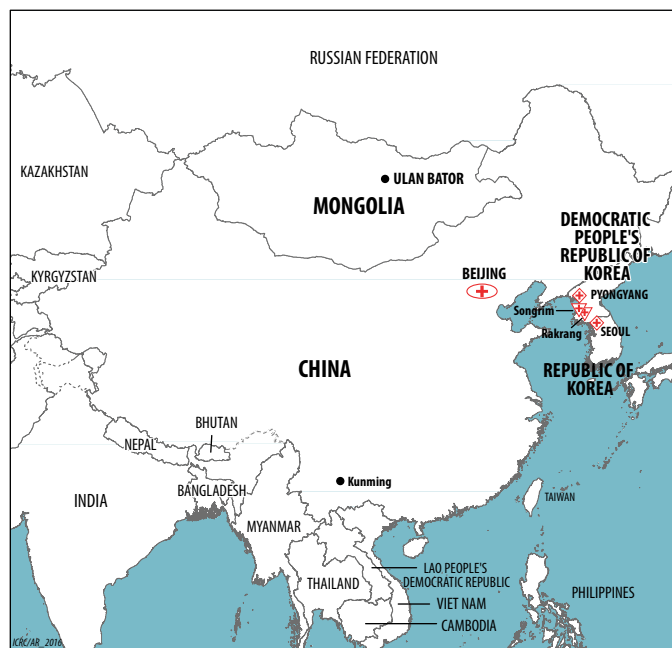 RUSSIAN FEDERATION
KAZAKHSTAN
ULAN BATOR
MONGOLIA
DEMOCRATIC
PEOPLE'S
REPUBLIC OF
KOREA
KYRGYZSTAN
BEIJING
PYONGYANG
Songrim
Rakrang
SEOUL
CHINA
REPUBLIC OF
KOREA
BHUTAN
NEPAL
Kunming
INDIA
BANGLADESH
TAIWAN
MYANMAR
LAO PEOPLE'S
DEMOCRATIC REPUBLIC
THAILAND
PHILIPPINES
VIET NAM
CAMBODIA
ICRC/AR_2016